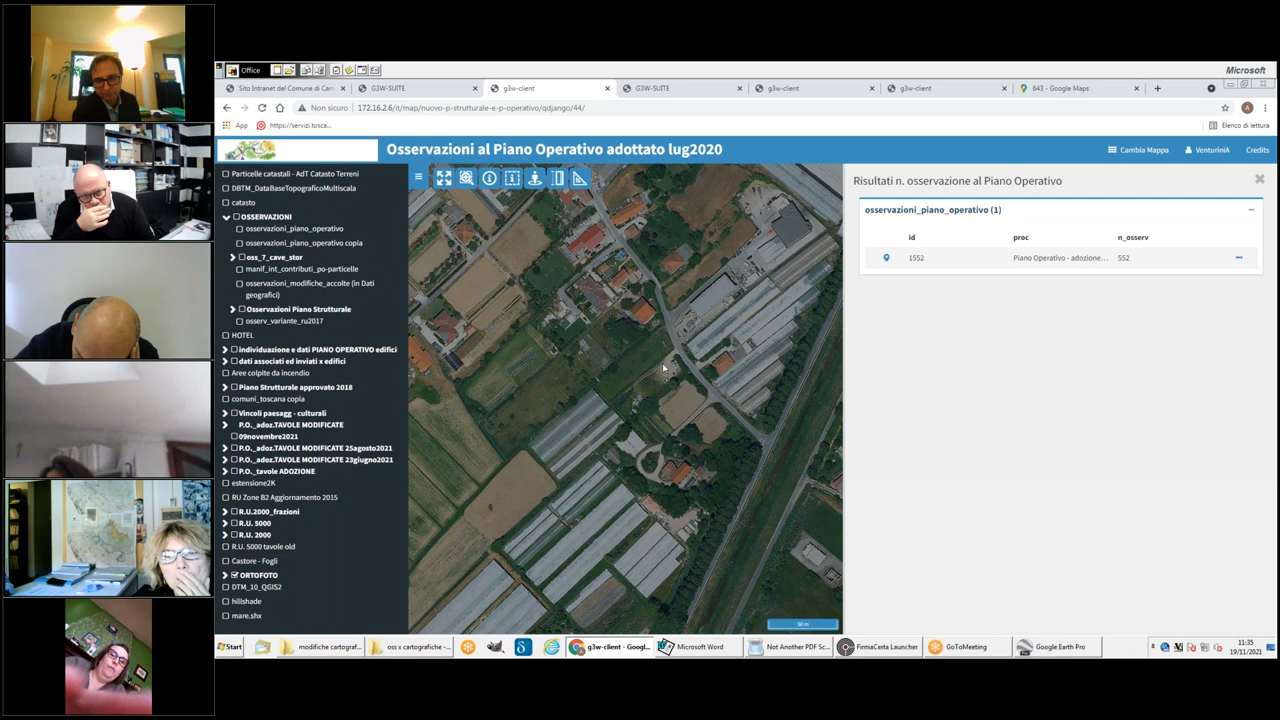 Office
Microsoft
Sito Intranet del Comune di Cam
G3W-SUITE
g3w-client
G3W-SUITE
g3w-client
g3w-client
643 - Google Maps
Non sicuro
172.16.2.6/it/map/nuovo-p-strutturale-e-p-operativo/qdjango/44/
A
App
https://servizi.tosca...
Elenco di lettura
Osservazioni al Piano Operativo adottato lug2020
Cambia Mappa
VenturiniA
Credits
Particelle catastali - AdT Catasto Terreni
DBTM_DataBaseTopograficoMultiscala
catasto
OSSERVAZIONI
osservazioni_piano_operativo
osservazioni_piano_operativo copia
oss_7_cave_stor
manif_int_contributi_po-particelle
osservazioni_modifiche_accolte (in Dati
geografici)
Osservazioni Piano Strutturale
osserv_variante_ru2017
HOTEL
individuazione e dati PIANO OPERATIVO edifici
dati associati ed inviati x edifici
Aree colpite da incendio
Piano Strutturale approvato 2018
comuni_toscana copia
Vincoli paesagg - culturali
P.O._adoz.TAVOLE MODIFICATE
09novembre2021
P.O._adoz.TAVOLE MODIFICATE 25agosto2021
P.O._adoz.TAVOLE MODIFICATE 23giugno2021
P.O._tavole ADOZIONE
estensione2K
RU Zone B2 Aggiornamento 2015
R.U.2000_frazioni
R.U. 5000
R.U. 2000
R.U. 5000 tavole old
Castore - Fogli
ORTOFOTO
DTM_10_QGIS2
hillshade
mare.shx
50 m
Risultati n. osservazione al Piano Operativo
osservazioni_piano_operativo (1)
id
proc
n_osserv
1552
Piano Operativo - adozione...
552
Start
modifiche cartograf...
oss x cartografiche -...
g3w-client - Googl...
Microsoft Word
Not Another PDF Sc...
FirmaCerta Launcher
GoToMeeting
Google Earth Pro
11:35
19/11/2021